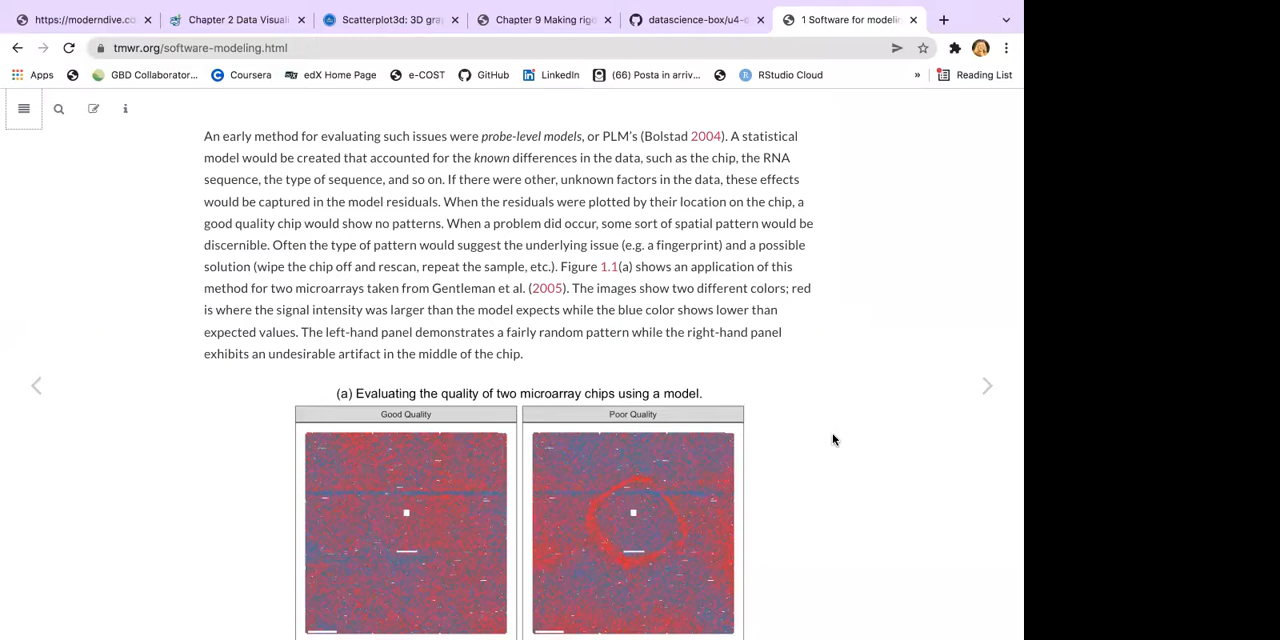 https://moderndive.co
Chapter 2 Data Visuali
Scatterplot3d: 3D gra
Chapter 9 Making rigo
datascience-box/u4-d
1 Software for modelin
tmwr.org/software-modeling.html
Apps
GBD Collaborator...
Coursera
edX Home Page
e-COST
GitHub
LinkedIn
(66) Posta in arriv...
RStudio Cloud
»
Reading List
An early method for evaluating such issues were probe-level models, or PLM's (Bolstad 2004). A statistical
model would be created that accounted for the known differences in the data, such as the chip, the RNA
sequence, the type of sequence, and so on. If there were other, unknown factors in the data, these effects
would be captured in the model residuals. When the residuals were plotted by their location on the chip, a
good quality chip would show no patterns. When a problem did occur, some sort of spatial pattern would be
discernible. Often the type of pattern would suggest the underlying issue (e.g. a fingerprint) and a possible
solution (wipe the chip off and rescan, repeat the sample, etc.). Figure 1.1(a) shows an application of this
method for two microarrays taken from Gentleman et al. (2005). The images show two different colors; red
is where the signal intensity was larger than the model expects while the blue color shows lower than
expected values. The left-hand panel demonstrates a fairly random pattern while the right-hand panel
exhibits an undesirable artifact in the middle of the chip.
(a) Evaluating the quality of two microarray chips using a model.
Good Quality
Poor Quality